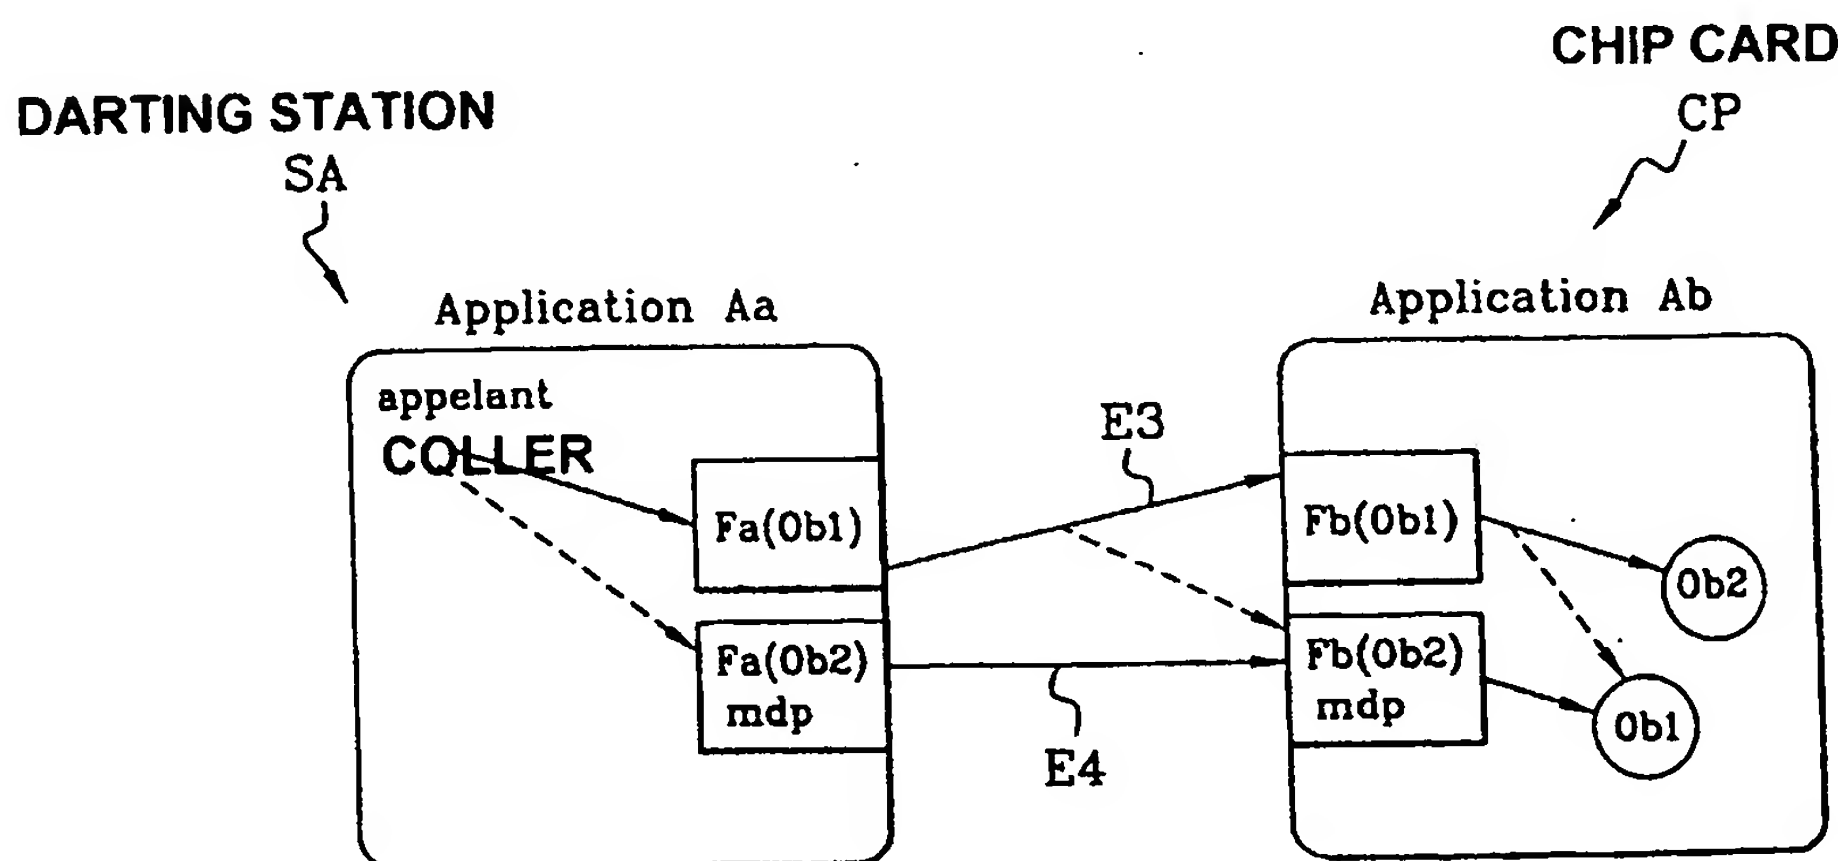 CHIP CARD
CP
DARTING STATION
SA
Application Aa
Application Ab
appelant
COLLER
E3
Fa(Ob1)
Fb(Ob1)
Ob2
Fa(Ob2)
mdp
Fb(Ob2)
mdp
Ob1
E4